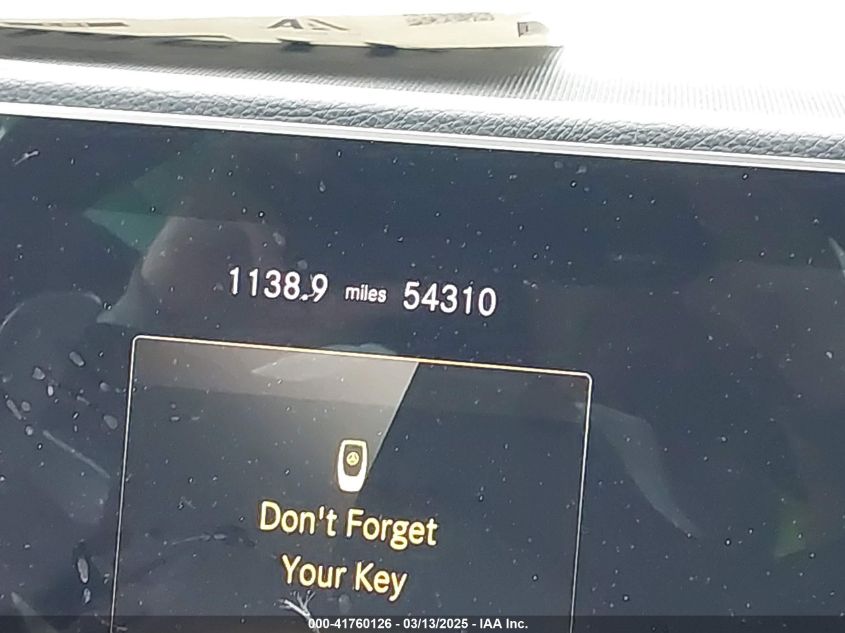 1138.9 miles 54310
Don't Forget
Your Key
000-41760126 - 03/13/2025 - IAA Inc.